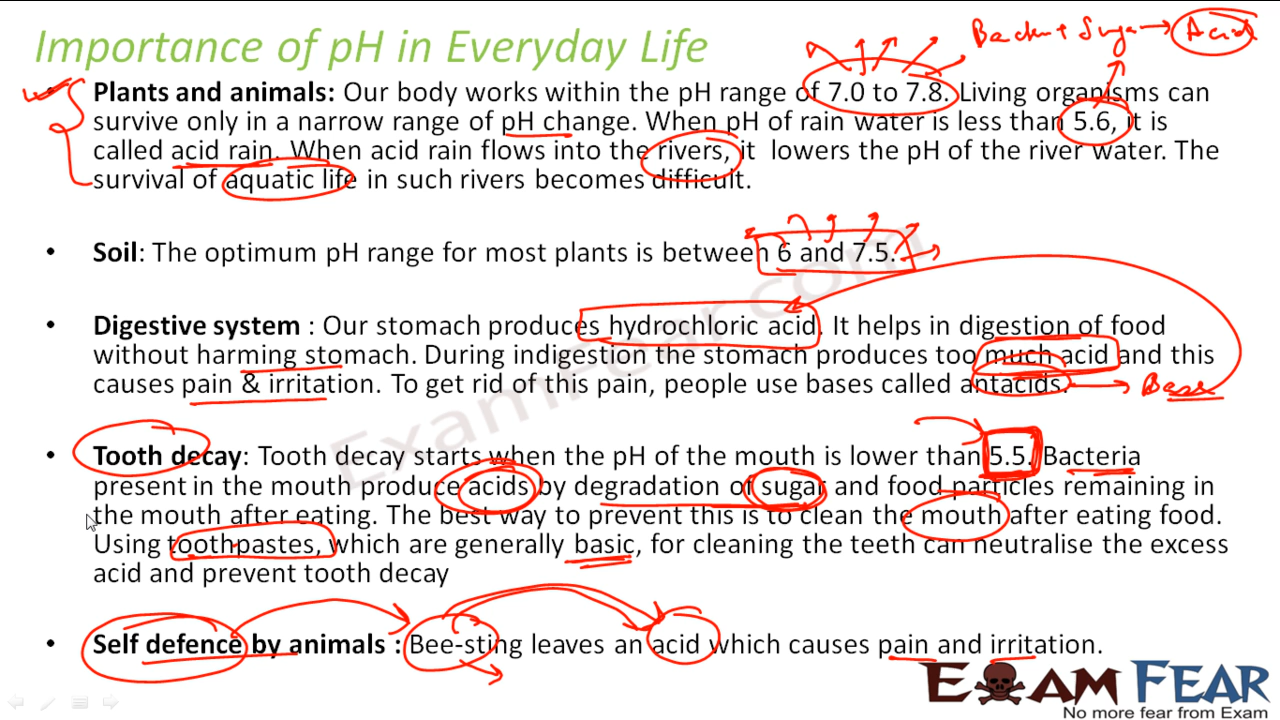 Importance of pH in Everyday Life
Bacter + Sugar → Acid
• Plants and animals: Our body works within the pH range of 7.0 to 7.8. Living organisms can
survive only in a narrow range of pH change. When pH of rain water is less than 5.6, it is
called acid rain. When acid rain flows into the rivers, it lowers the pH of the river water. The
survival of aquatic life in such rivers becomes difficult.
• Soil: The optimum pH range for most plants is between 6 and 7.5.
• Digestive system : Our stomach produces hydrochloric acid. It helps in digestion of food
without harming stomach. During indigestion the stomach produces too much acid and this
causes pain & irritation. To get rid of this pain, people use bases called antacids. → Base
• Tooth decay: Tooth decay starts when the pH of the mouth is lower than 5.5. Bacteria
present in the mouth produce acids by degradation of sugar and food particles remaining in
the mouth after eating. The best way to prevent this is to clean the mouth after eating food.
Using tooth-pastes, which are generally basic, for cleaning the teeth can neutralise the excess
acid and prevent tooth decay
• Self defence by animals : Bee-sting leaves an acid which causes pain and irritation.
ExamFear.com
EXAM FEAR
No more fear from Exam